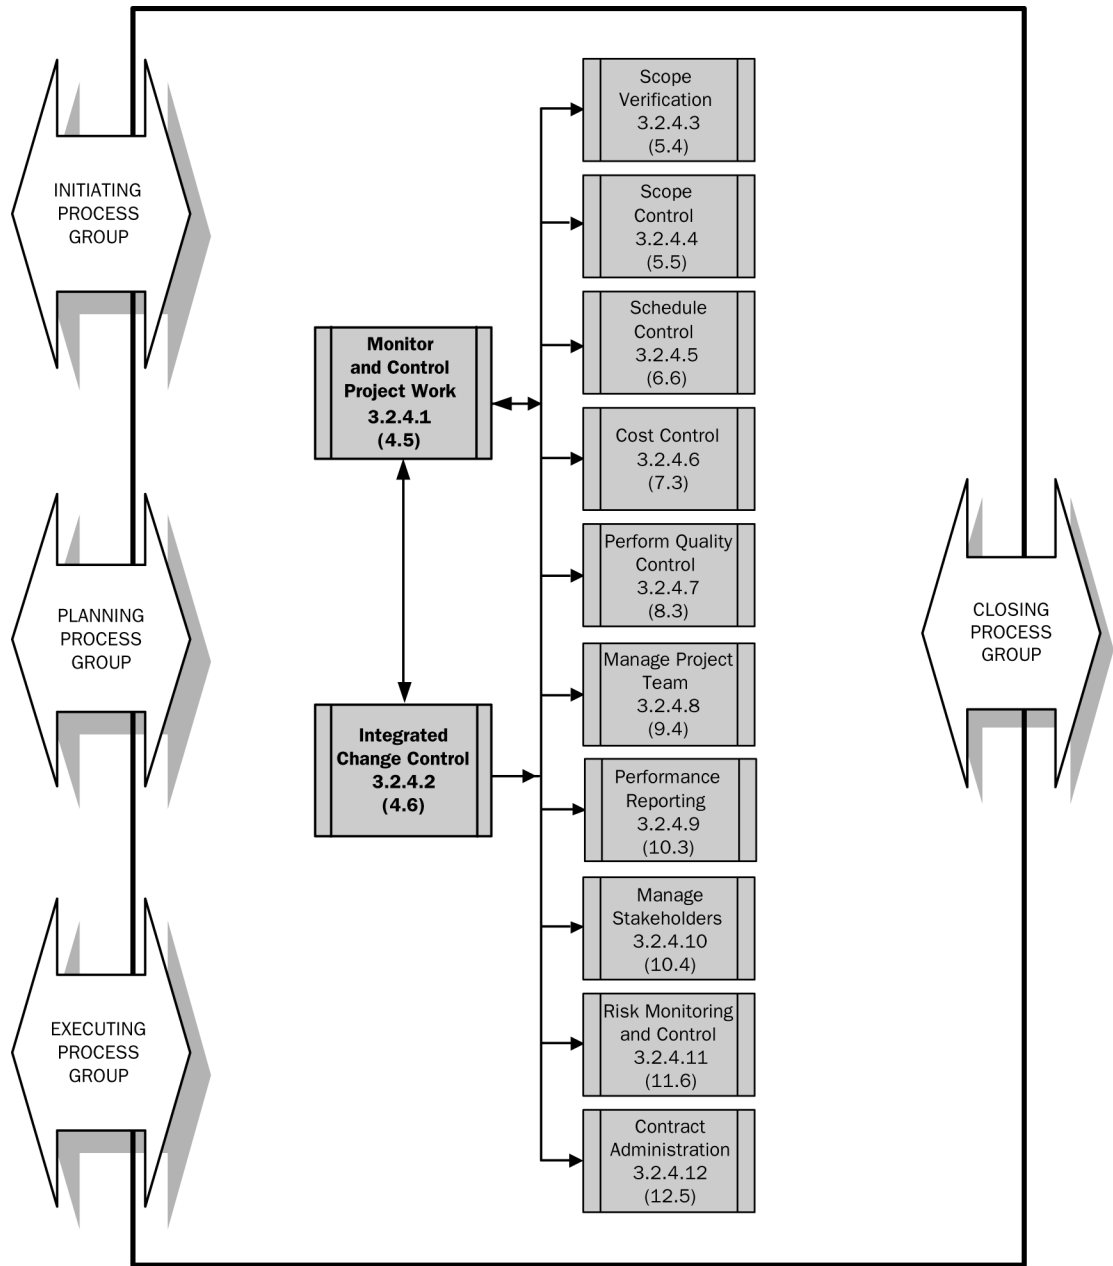 INITIATING
PROCESS
GROUP
PLANNING
PROCESS
GROUP
EXECUTING
PROCESS
GROUP
Monitor
and Control
Project Work
3.2.4.1
(4.5)
Integrated
Change Control
3.2.4.2
(4.6)
Scope
Verification
3.2.4.3
(5.4)
Scope
Control
3.2.4.4
(5.5)
Schedule
Control
3.2.4.5
(6.6)
Cost Control
3.2.4.6
(7.3)
Perform Quality
Control
3.2.4.7
(8.3)
Manage Project
Team
3.2.4.8
(9.4)
Performance
Reporting
3.2.4.9
(10.3)
Manage
Stakeholders
3.2.4.10
(10.4)
Risk Monitoring
and Control
3.2.4.11
(11.6)
Contract
Administration
3.2.4.12
(12.5)
CLOSING
PROCESS
GROUP